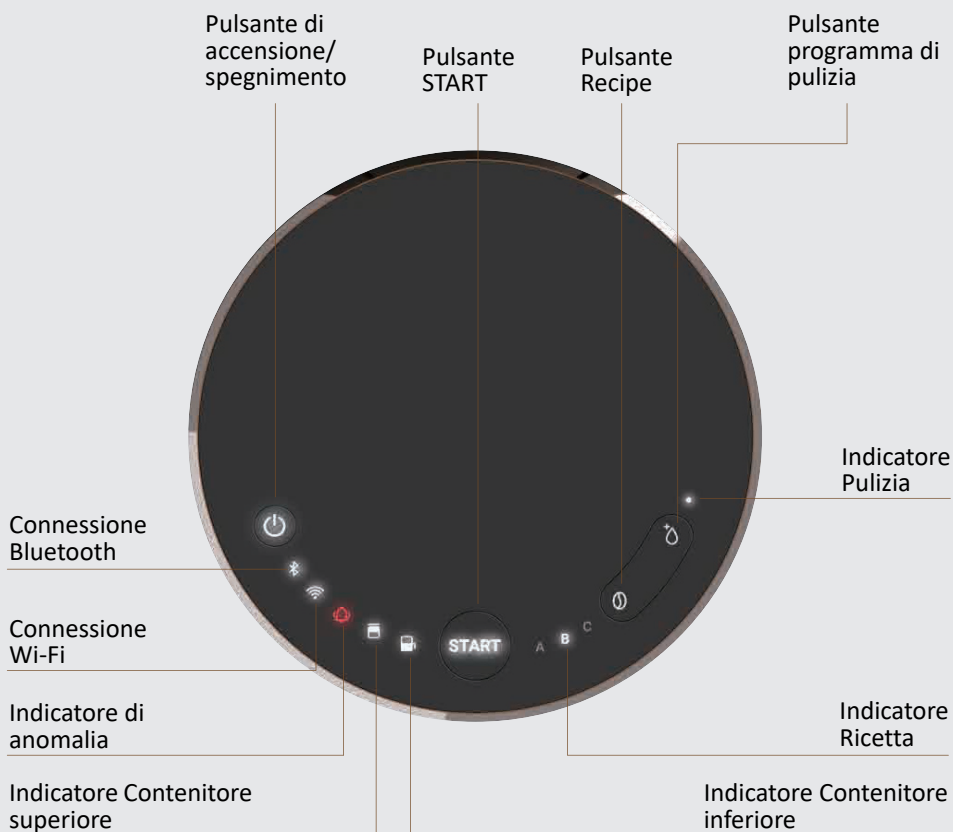 Pulsante di
accensione/
spegnimento
Pulsante
START
Pulsante
Recipe
Pulsante
programma di
pulizia
Indicatore
Pulizia
Connessione
Bluetooth
START
A
B
C
Connessione
Wi-Fi
Indicatore di
anomalia
Indicatore
Ricetta
Indicatore Contenitore
superiore
Indicatore Contenitore
inferiore